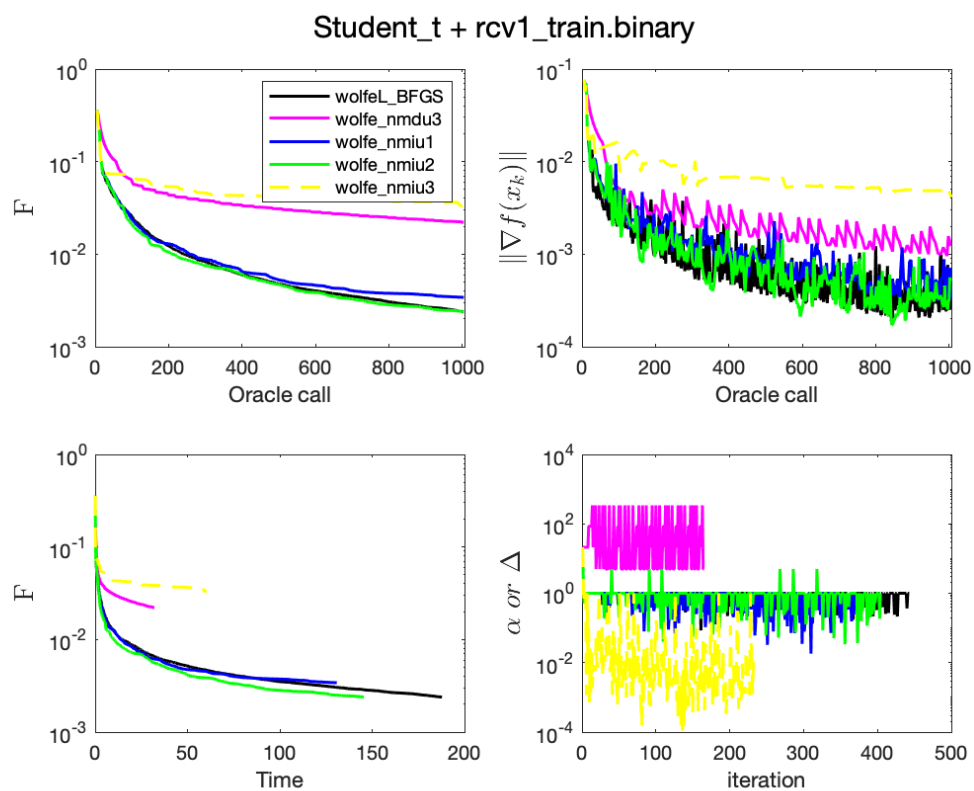 Student_t + rcv1_train.binary
10^0
10^-1
10^-2
10^-3
F
0 200 400 600 800 1000
Oracle call
wolfeL_BFGS
wolfe_nmdu3
wolfe_nmiu1
wolfe_nmiu2
wolfe_nmiu3
10^-1
10^-2
10^-3
10^-4
‖∇f(x_k)‖
0 200 400 600 800 1000
Oracle call
10^0
10^-1
10^-2
10^-3
F
0 50 100 150 200
Time
10^4
10^2
10^0
10^-2
10^-4
α or Δ
0 100 200 300 400 500
iteration